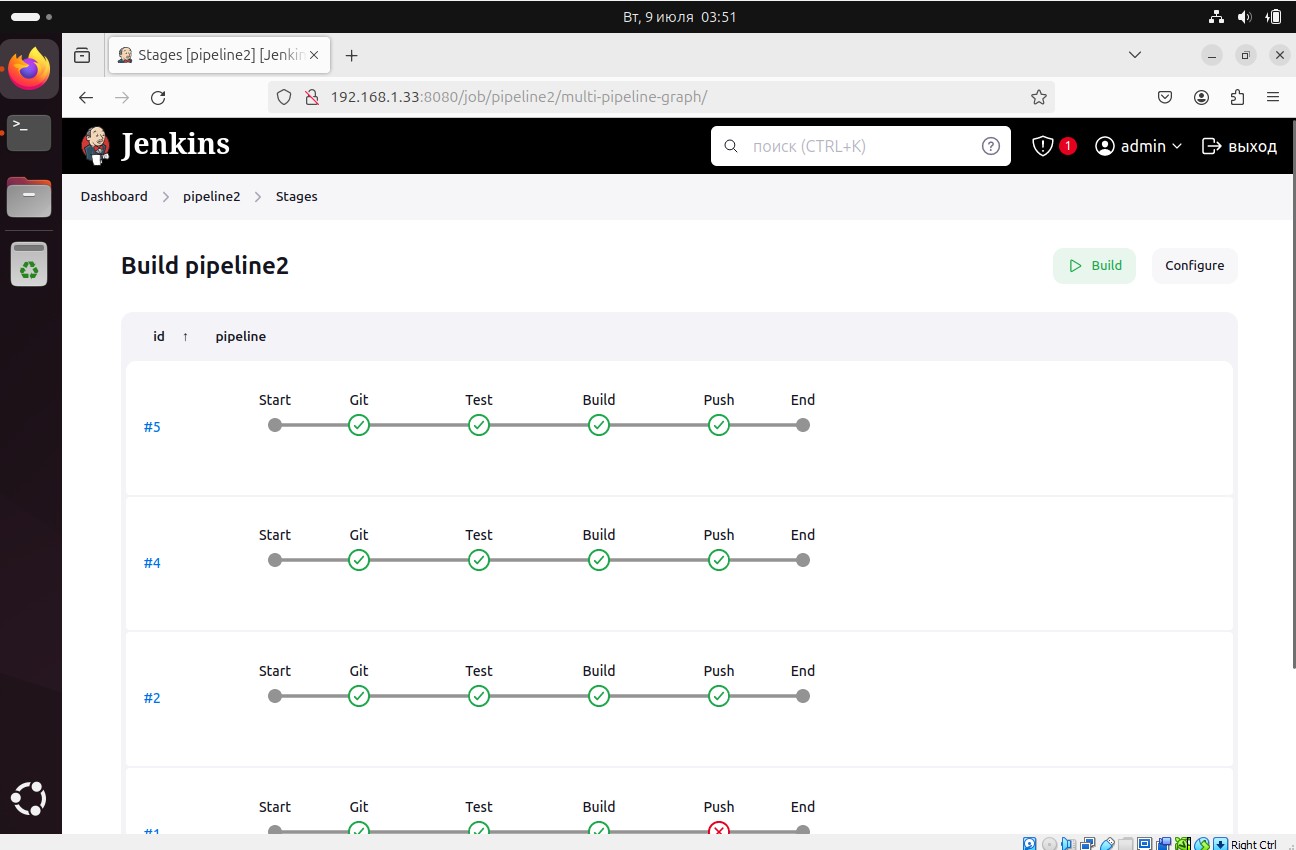 Вт, 9 июля 03:51
Stages [pipeline2] [Jenkin
192.168.1.33:8080/job/pipeline2/multi-pipeline-graph/
Jenkins
поиск (CTRL+K)
1
admin
выход
Dashboard
pipeline2
Stages
Build pipeline2
Build
Configure
id ↑ pipeline
Start Git Test Build Push End
#5
Start Git Test Build Push End
#4
Start Git Test Build Push End
#2
Start Git Test Build Push End
#1
Right Ctrl